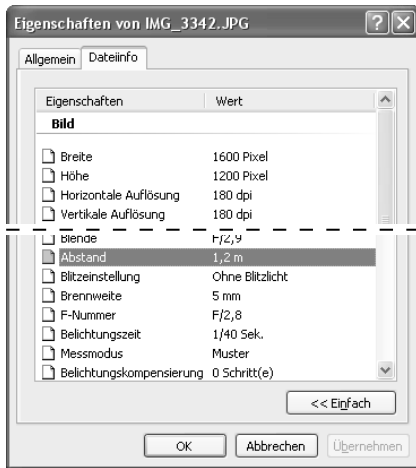 Eigenschaften von IMG_3342.JPG
Allgemein Dateiinfo
Eigenschaften Wert
Bild
Breite 1600 Pixel
Höhe 1200 Pixel
Horizontale Auflösung 180 dpi
Vertikale Auflösung 180 dpi
Blende F/2,9
Abstand 1,2 m
Blitzeinstellung Ohne Blitzlicht
Brennweite 5 mm
F-Nummer F/2,8
Belichtungszeit 1/40 Sek.
Messmodus Muster
Belichtungskompensierung 0 Schritt(e)
<< Einfach
OK Abbrechen Übernehmen